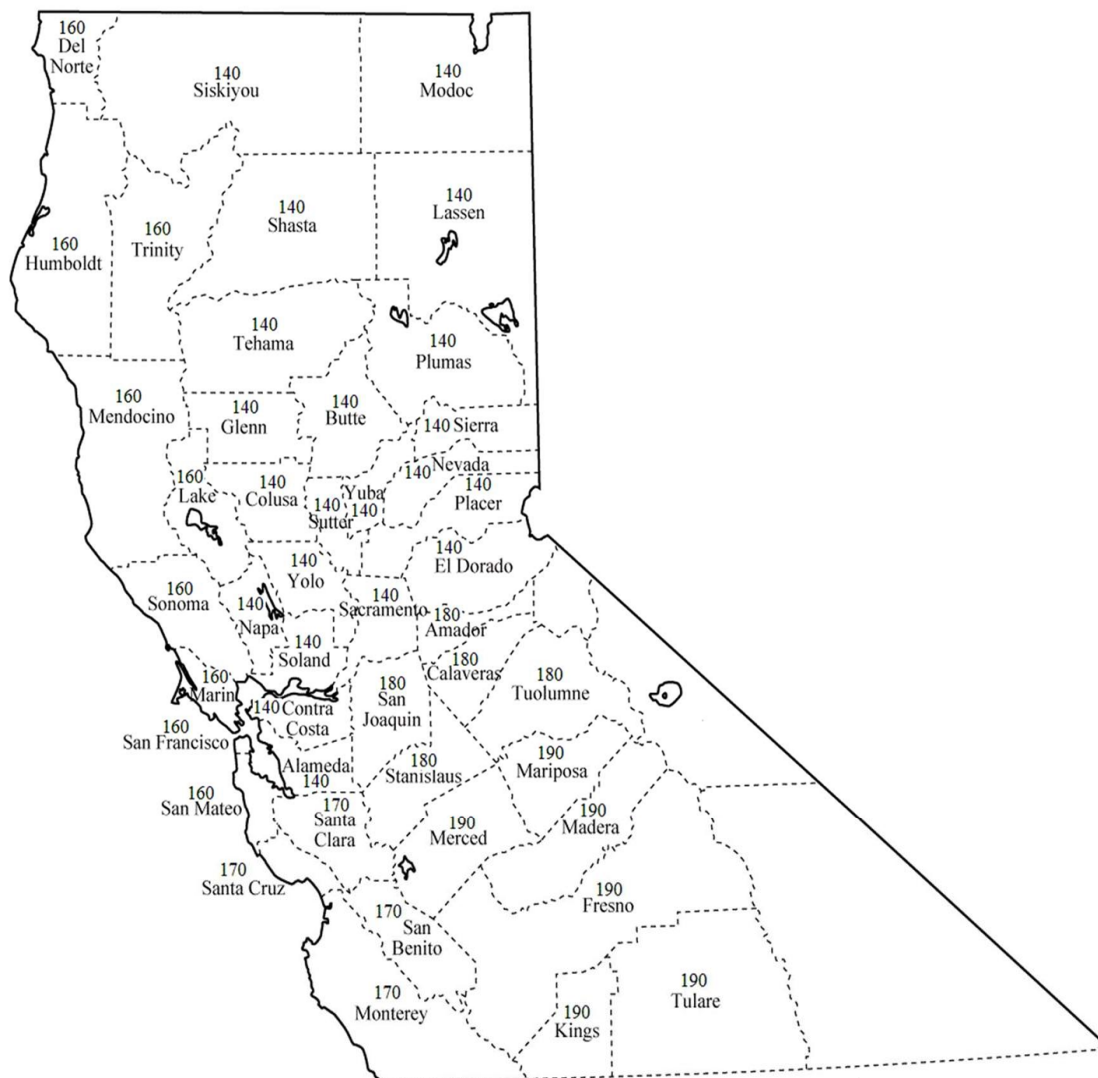 160
Del
Norte
140
Siskiyou
140
Modoc
140
Lassen
140
Shasta
160
Trinity
160
Humboldt
140
Tehama
140
Plumas
160
Mendocino
140
Glenn
140
Butte
140 Sierra
Nevada
140
160
Lake
140
Colusa
140
Sutter
Yuba
140
140
Placer
140
El Dorado
140
Yolo
160
Sonoma
140
Napa
140
Sacramento
180
Amador
140
Soland
180
Calaveras
180
Tuolumne
160
Marin
140 Contra
Costa
180
San
Joaquin
160
San Francisco
Alameda
140
180
Stanislaus
190
Mariposa
160
San Mateo
170
Santa
Clara
190
Merced
190
Madera
170
Santa Cruz
190
Fresno
170
San
Benito
170
Monterey
190
Kings
190
Tulare